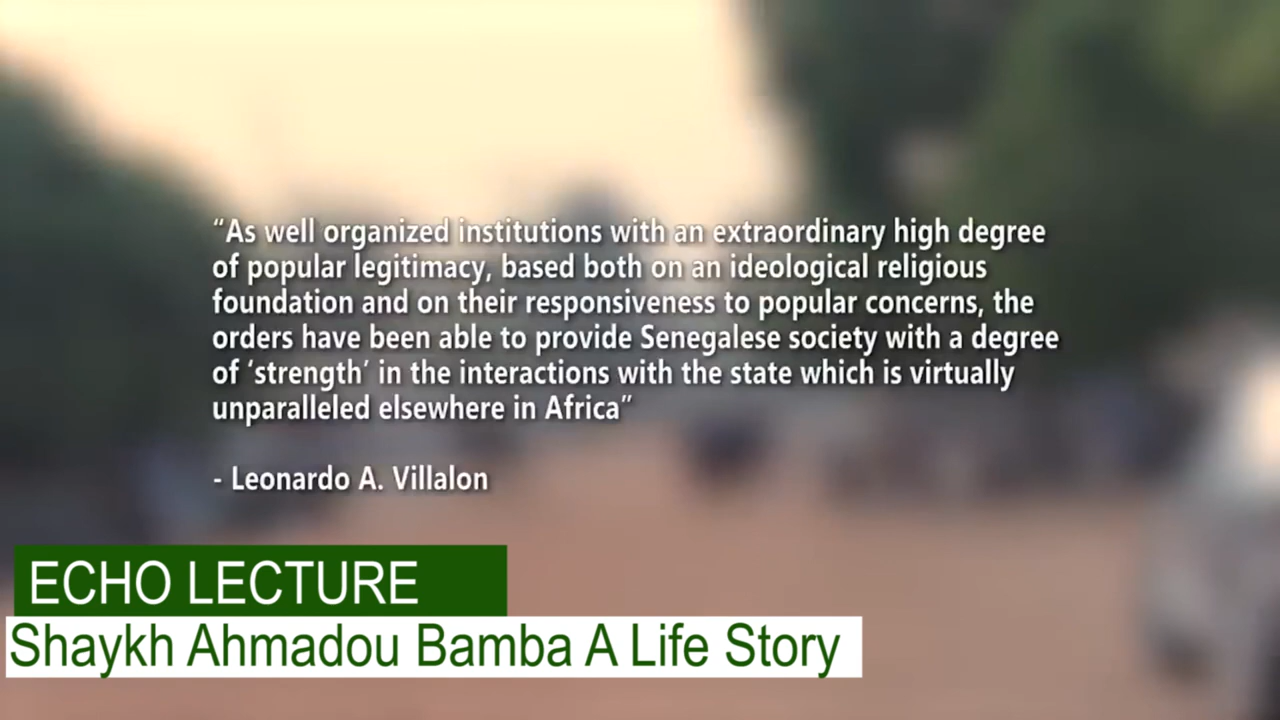 “As well organized institutions with an extraordinary high degree
of popular legitimacy, based both on an ideological religious
foundation and on their responsiveness to popular concerns, the
orders have been able to provide Senegalese society with a degree
of ‘strength’ in the interactions with the state which is virtually
unparalleled elsewhere in Africa”
- Leonardo A. Villalon
ECHO LECTURE
Shaykh Ahmadou Bamba A Life Story